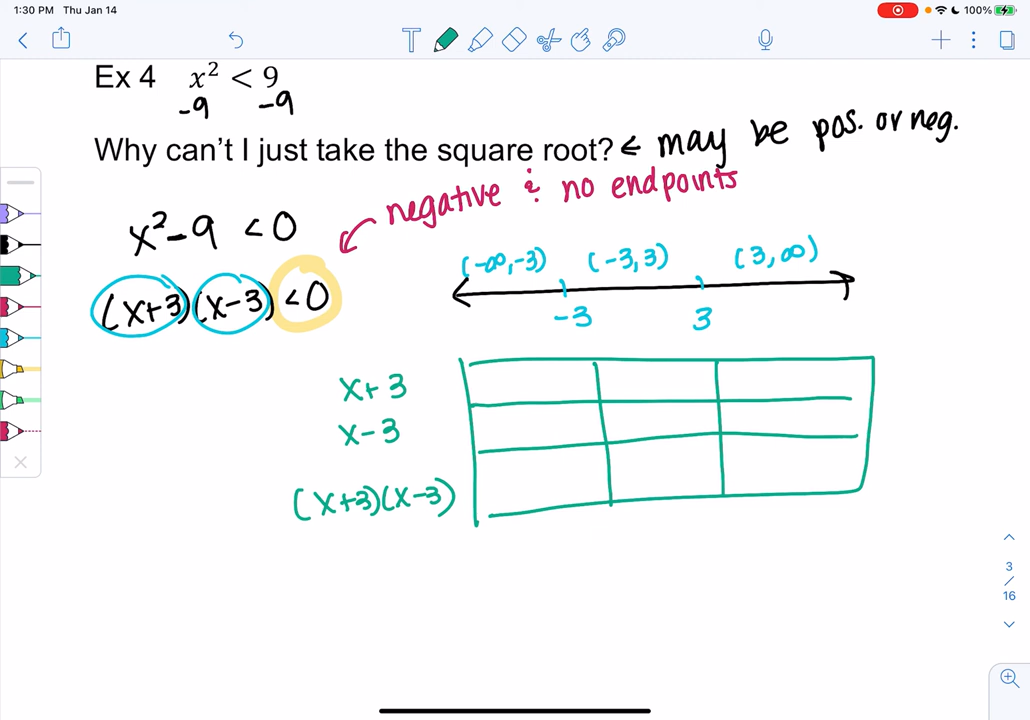 1:30 PM Thu Jan 14
100%
Ex 4 x² < 9
-9 -9
Why can't I just take the square root? ← may be pos. or neg.
negative & no endpoints
x²-9 <0
(x+3)(x-3)<0
(-∞,-3) (-3,3) (3,∞)
-3 3
x+3
x-3
(x+3)(x-3)
3
/
16